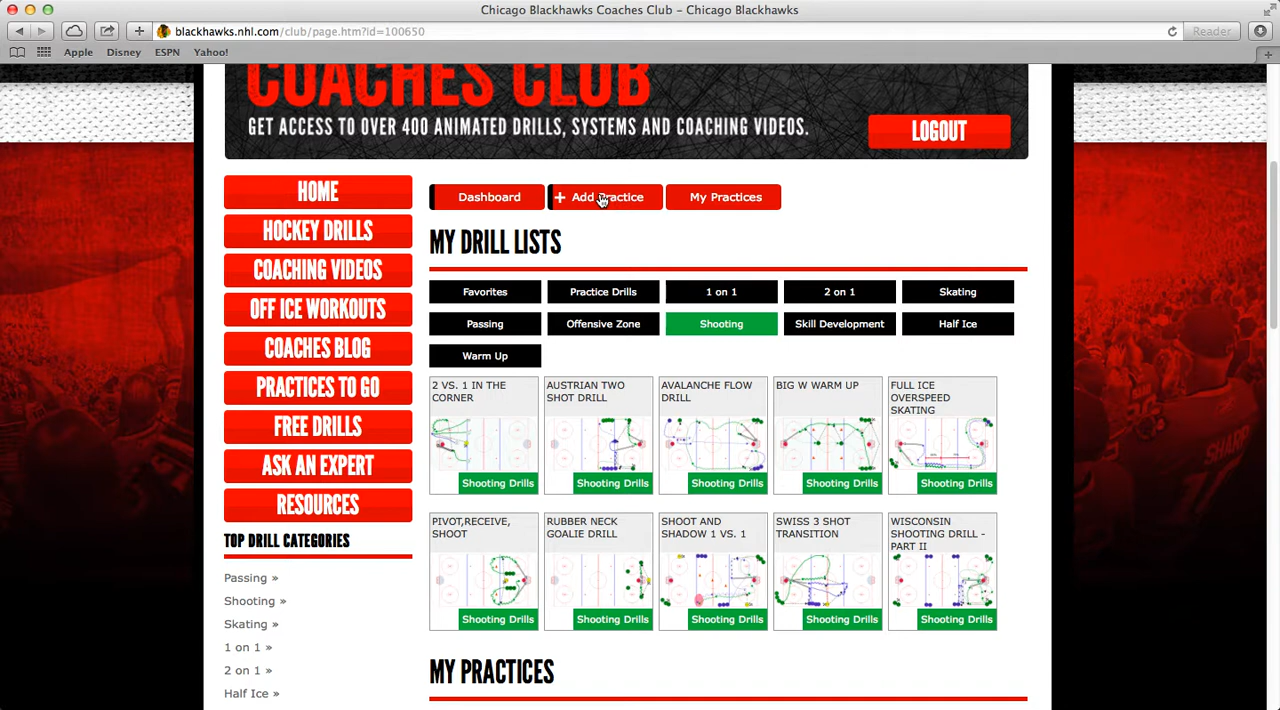 Chicago Blackhawks Coaches Club – Chicago Blackhawks
blackhawks.nhl.com/club/page.htm?id=100650
Reader
Apple Disney ESPN Yahoo!
COACHES CLUB
GET ACCESS TO OVER 400 ANIMATED DRILLS, SYSTEMS AND COACHING VIDEOS.
LOGOUT
HOME
HOCKEY DRILLS
COACHING VIDEOS
OFF ICE WORKOUTS
COACHES BLOG
PRACTICES TO GO
FREE DRILLS
ASK AN EXPERT
RESOURCES
TOP DRILL CATEGORIES
Passing »
Shooting »
Skating »
1 on 1 »
2 on 1 »
Half Ice »
Dashboard + Add Practice My Practices
MY DRILL LISTS
Favorites Practice Drills 1 on 1 2 on 1 Skating
Passing Offensive Zone Shooting Skill Development Half Ice
Warm Up
2 VS. 1 IN THE
CORNER
Shooting Drills
AUSTRIAN TWO
SHOT DRILL
Shooting Drills
AVALANCHE FLOW
DRILL
Shooting Drills
BIG W WARM UP
Shooting Drills
FULL ICE
OVERSPEED
SKATING
Shooting Drills
PIVOT,RECEIVE,
SHOOT
Shooting Drills
RUBBER NECK
GOALIE DRILL
Shooting Drills
SHOOT AND
SHADOW 1 VS. 1
Shooting Drills
SWISS 3 SHOT
TRANSITION
Shooting Drills
WISCONSIN
SHOOTING DRILL -
PART II
Shooting Drills
MY PRACTICES